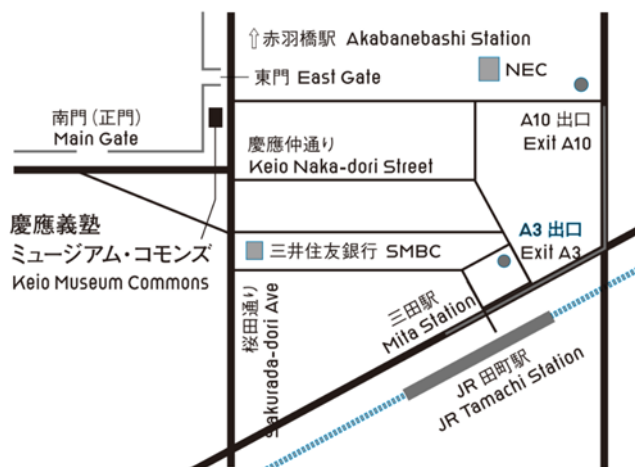 赤羽橋駅 Akabanebashi Station
東門 East Gate
NEC
南門(正門)
Main Gate
A10 出口
Exit A10
慶應仲通り
Keio Naka-dori Street
慶應義塾
ミュージアム・コモンズ
Keio Museum Commons
A3 出口
Exit A3
三井住友銀行 SMBC
桜田通り
Sakurada-dori Ave
三田駅
Mita Station
JR 田町駅
JR Tamachi Station